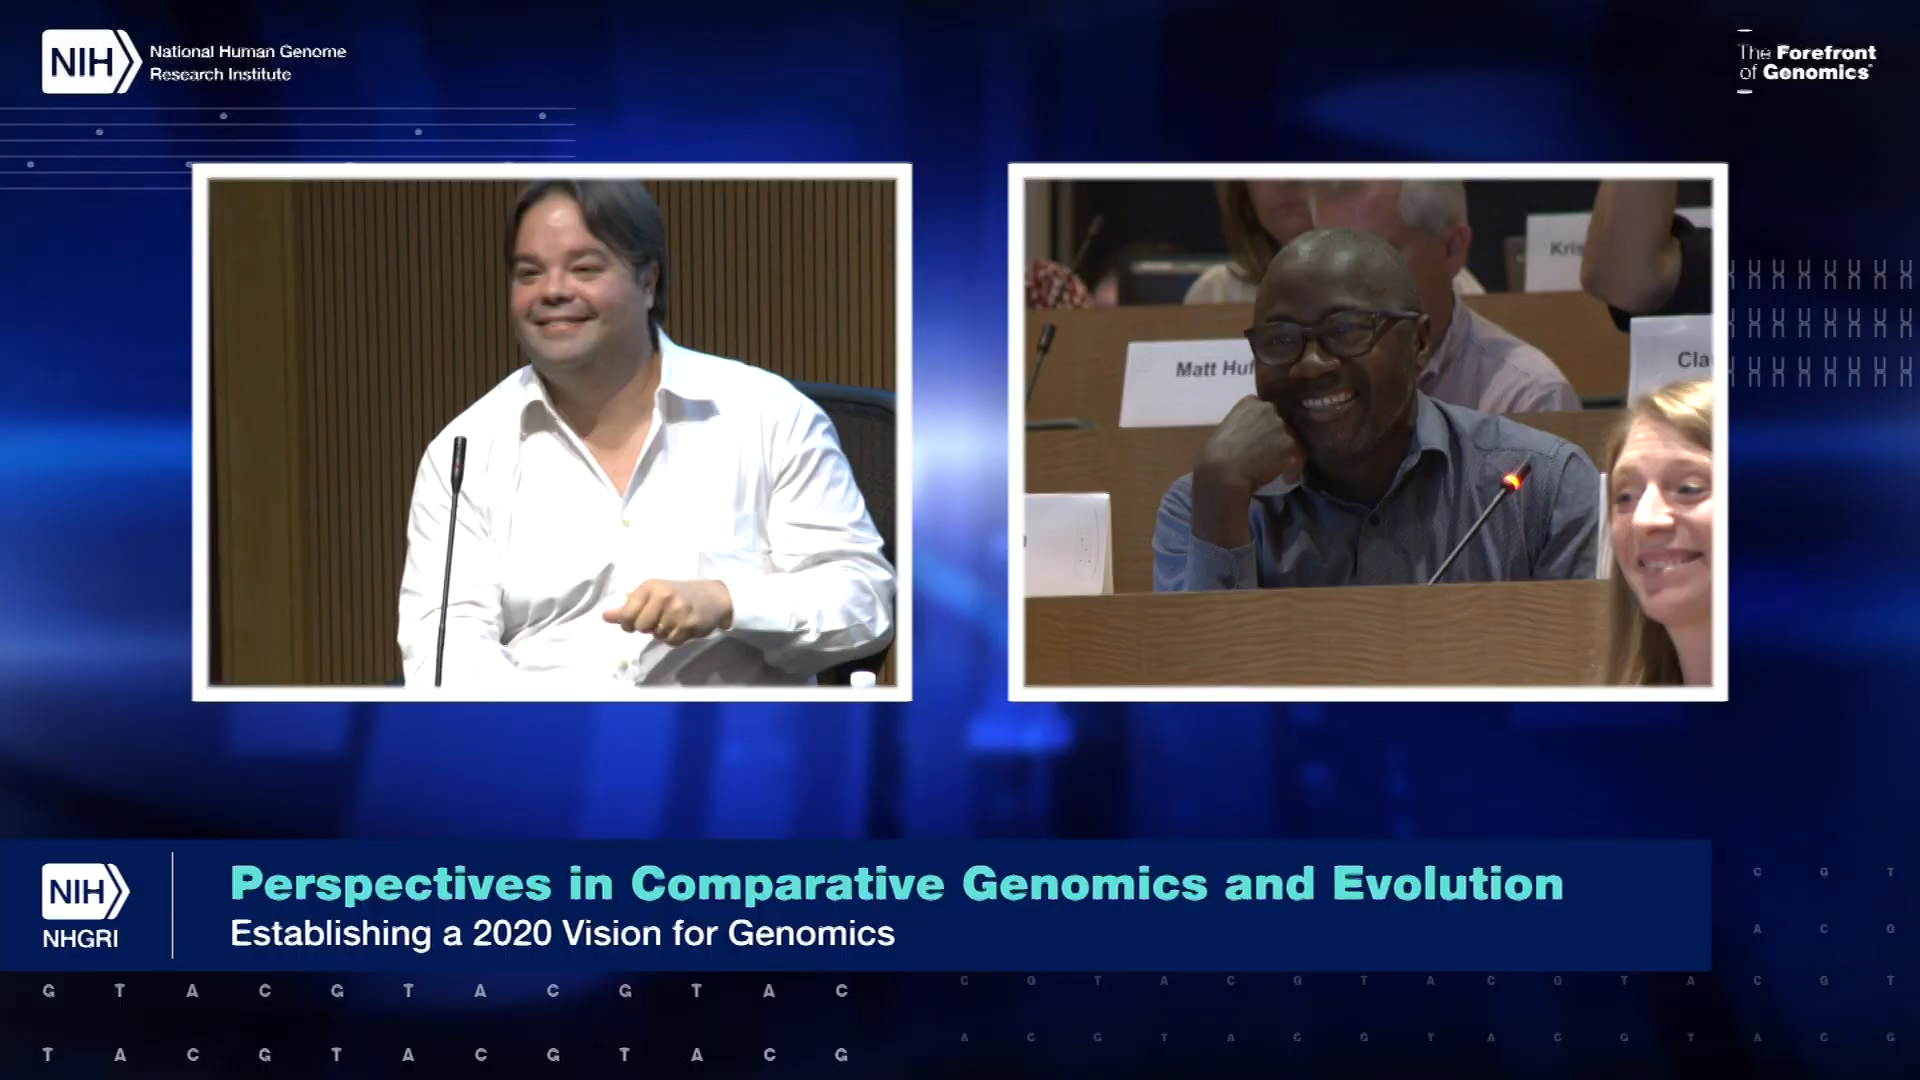 NIH
National Human Genome
Research Institute
The Forefront
of Genomics®
Kris
Matt Huf
Cla
NIH
NHGRI
Perspectives in Comparative Genomics and Evolution
Establishing a 2020 Vision for Genomics
C G T
A C G
G T A C G T A C G T A C
C G T A C G T A C G T A C G T
T A C G T A C G T A C G
A C G T A C G T A C G T A C G